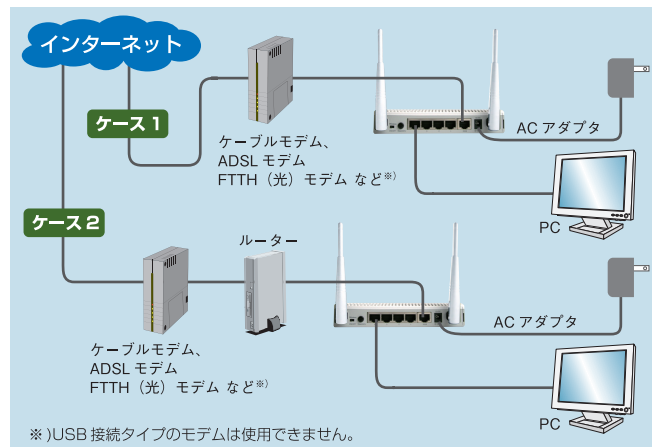 インターネット
ケース 1
ケーブルモデム、
ADSL モデム
FTTH（光）モデム など※)
AC アダプタ
PC
ケース 2
ルーター
ケーブルモデム、
ADSL モデム
FTTH（光）モデム など※)
AC アダプタ
PC
※)USB 接続タイプのモデムは使用できません。